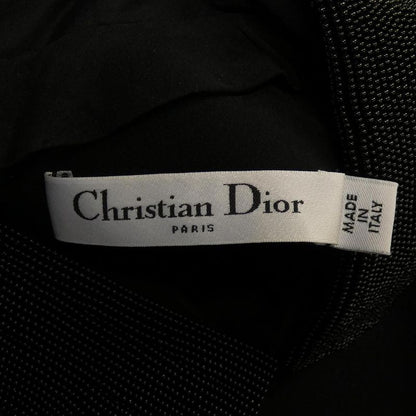 Christian Dior
PARIS
MADE
IN
ITALY